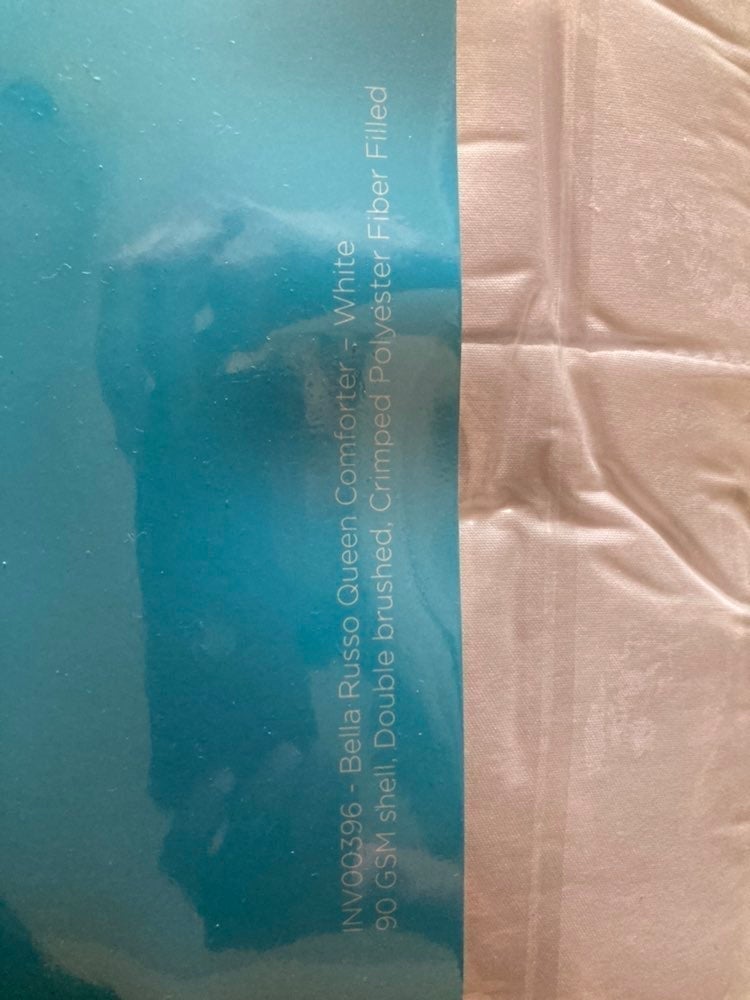 INV00396 - Bella Russo Queen Comforter - White
90 GSM shell, Double brushed, Crimped Polyester Fiber Filled